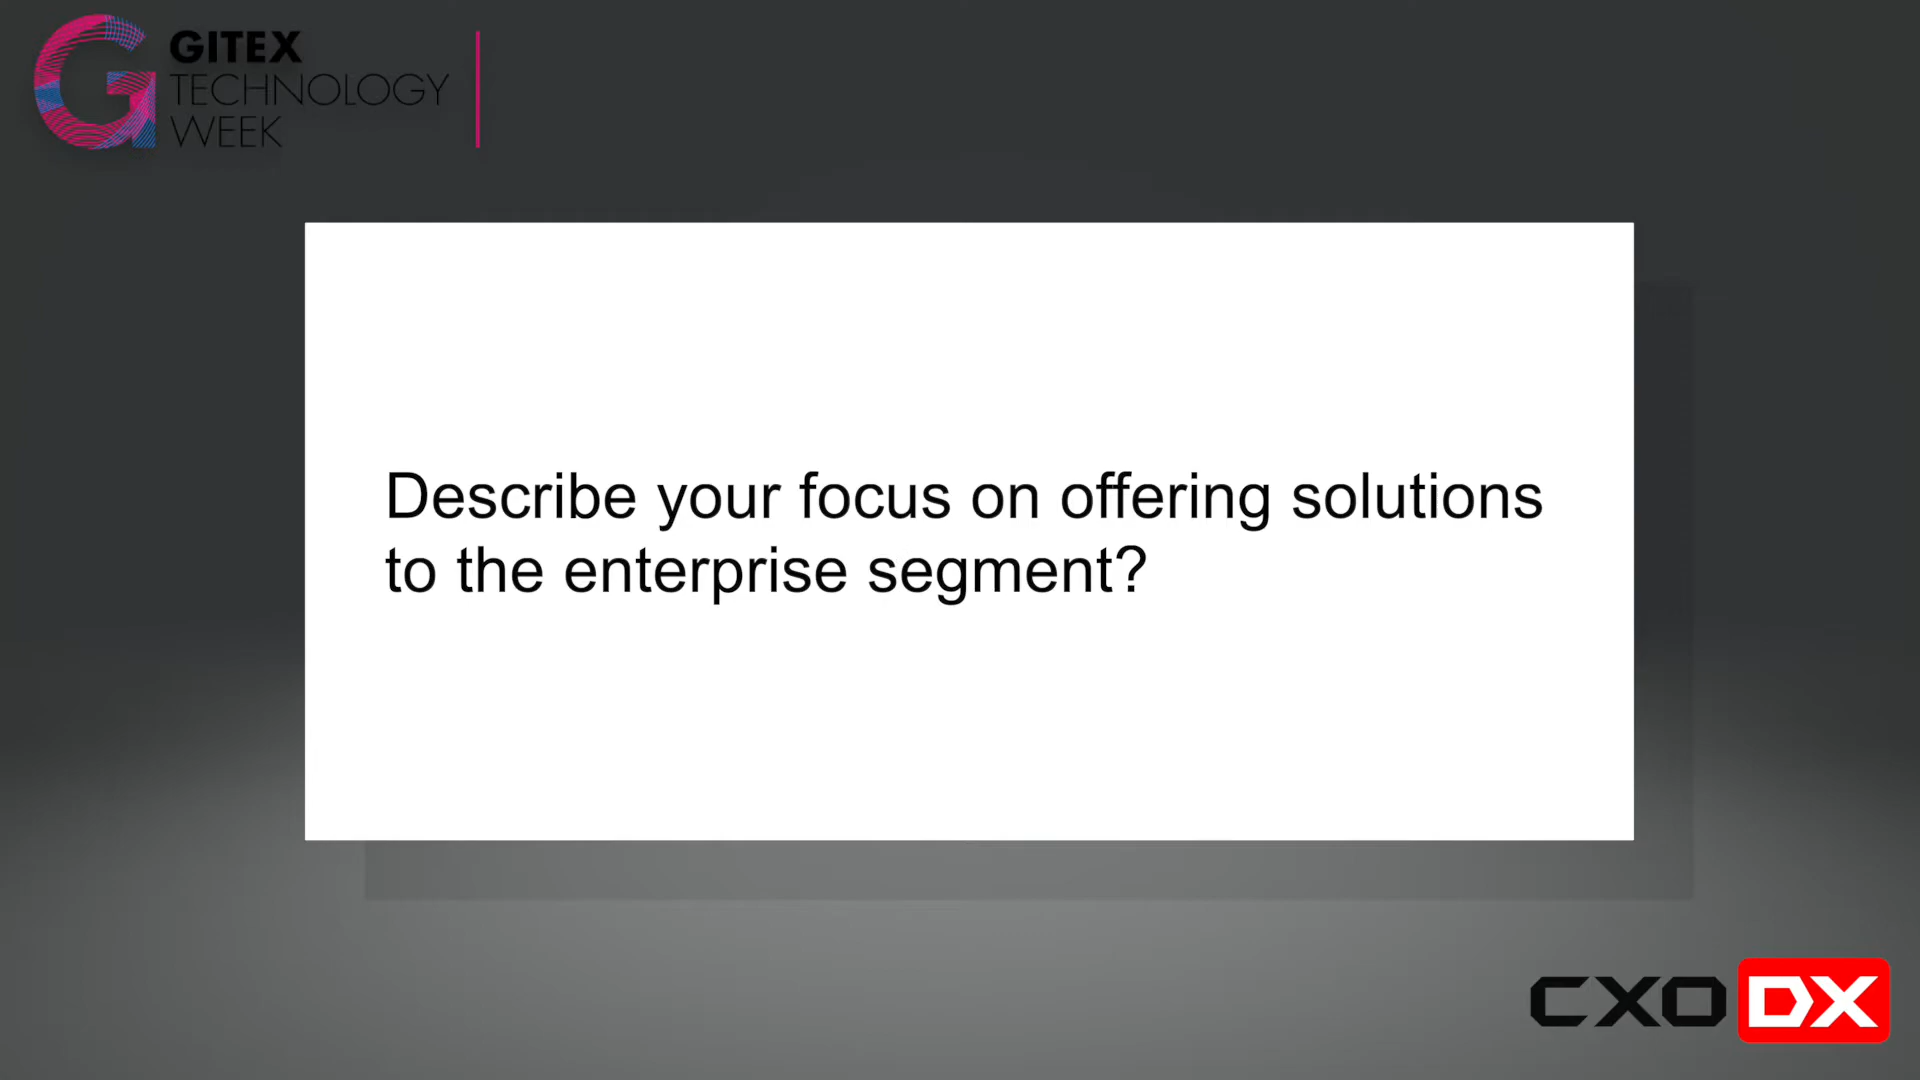 GITEX
TECHNOLOGY
WEEK
Describe your focus on offering solutions
to the enterprise segment?
CXO DX